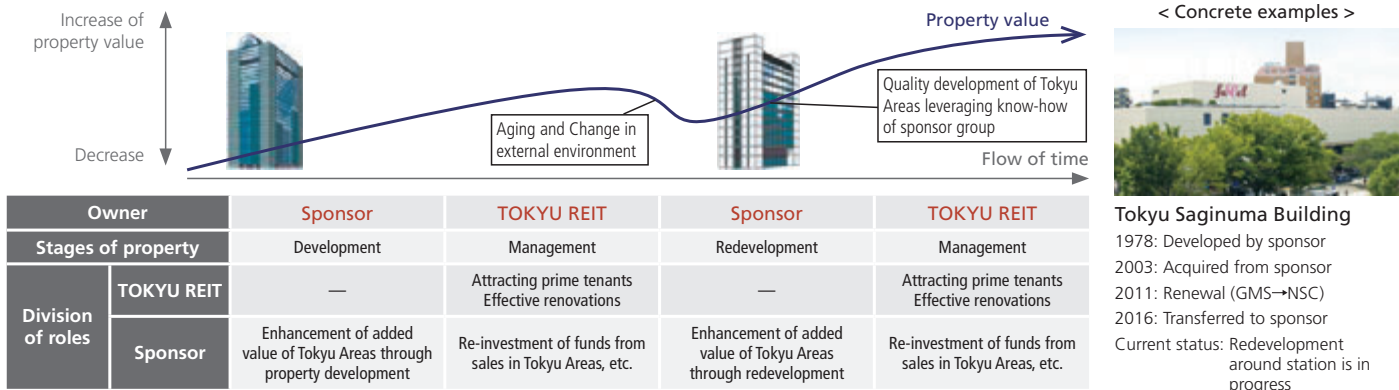 Increase of
property value
Decrease
Property value
Aging and Change in
external environment
Quality development of Tokyu
Areas leveraging know-how
of sponsor group
Flow of time
Owner
Sponsor
TOKYU REIT
Sponsor
TOKYU REIT
Stages of property
Development
Management
Redevelopment
Management
Division
of roles
TOKYU REIT
—
Attracting prime tenants
Effective renovations
—
Attracting prime tenants
Effective renovations
Sponsor
Enhancement of added
value of Tokyu Areas through
property development
Re-investment of funds from
sales in Tokyu Areas, etc.
Enhancement of added
value of Tokyu Areas
through redevelopment
Re-investment of funds from
sales in Tokyu Areas, etc.
< Concrete examples >
Tokyu Saginuma Building
1978: Developed by sponsor
2003: Acquired from sponsor
2011: Renewal (GMS→NSC)
2016: Transferred to sponsor
Current status: Redevelopment
around station is in
progress